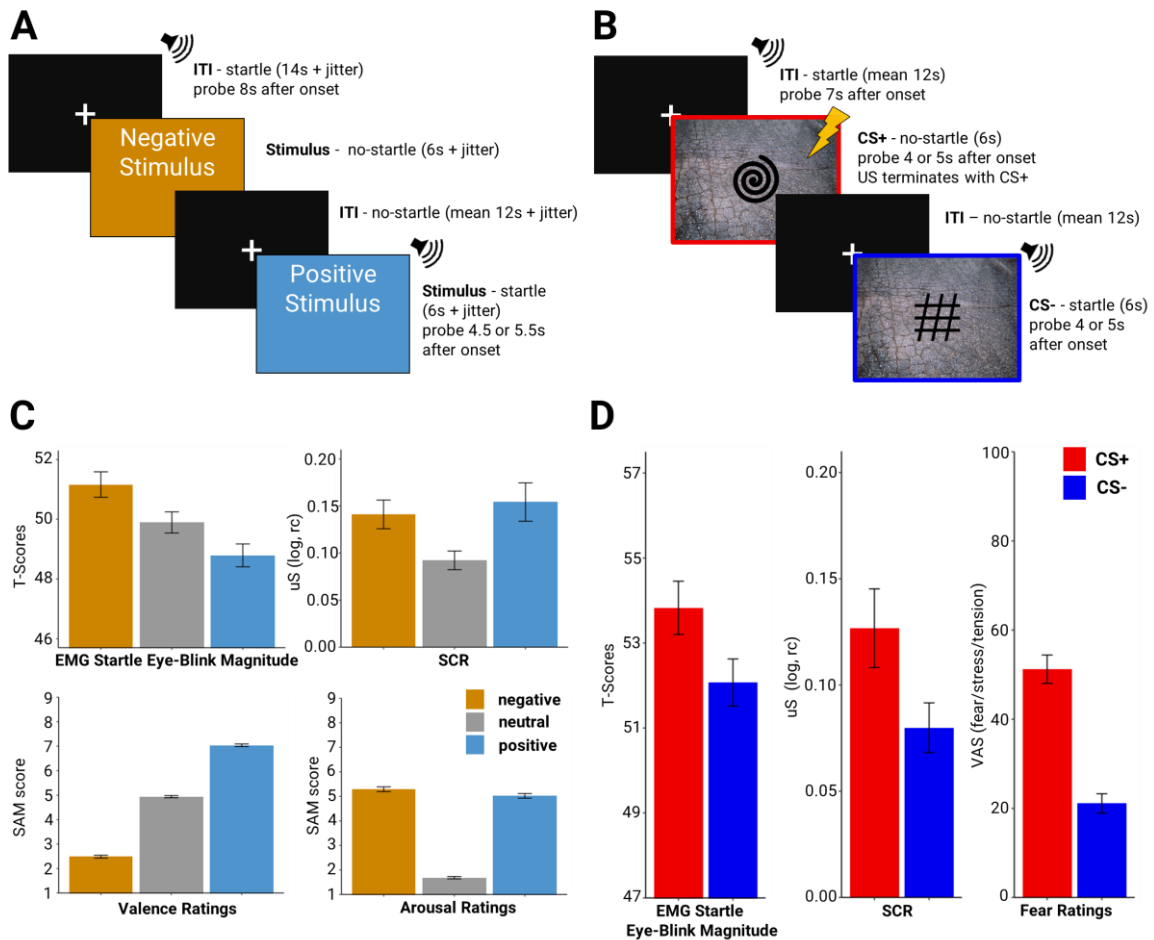 A
ITI - startle (14s + jitter)
probe 8s after onset
Negative
Stimulus
Stimulus - no-startle (6s + jitter)
ITI - no-startle (mean 12s + jitter)
Positive
Stimulus
Stimulus - startle
(6s + jitter)
probe 4.5 or 5.5s
after onset
B
ITI - startle (mean 12s)
probe 7s after onset
CS+ - no-startle (6s)
probe 4 or 5s after onset
US terminates with CS+
ITI – no-startle (mean 12s)
CS- - startle (6s)
probe 4 or 5s
after onset
C
T-Scores
52
50
48
46
EMG Startle Eye-Blink Magnitude
uS (log, rc)
0.20
0.15
0.10
0.05
0.00
SCR
SAM score
9
8
7
6
5
4
3
2
1
Valence Ratings
SAM score
9
8
7
6
5
4
3
2
1
Arousal Ratings
negative
neutral
positive
D
T-Scores
57
55
53
51
49
47
EMG Startle
Eye-Blink Magnitude
uS (log, rc)
0.20
0.15
0.10
0.05
0.00
SCR
VAS (fear/stress/tension)
100
80
60
40
20
0
Fear Ratings
CS+
CS-